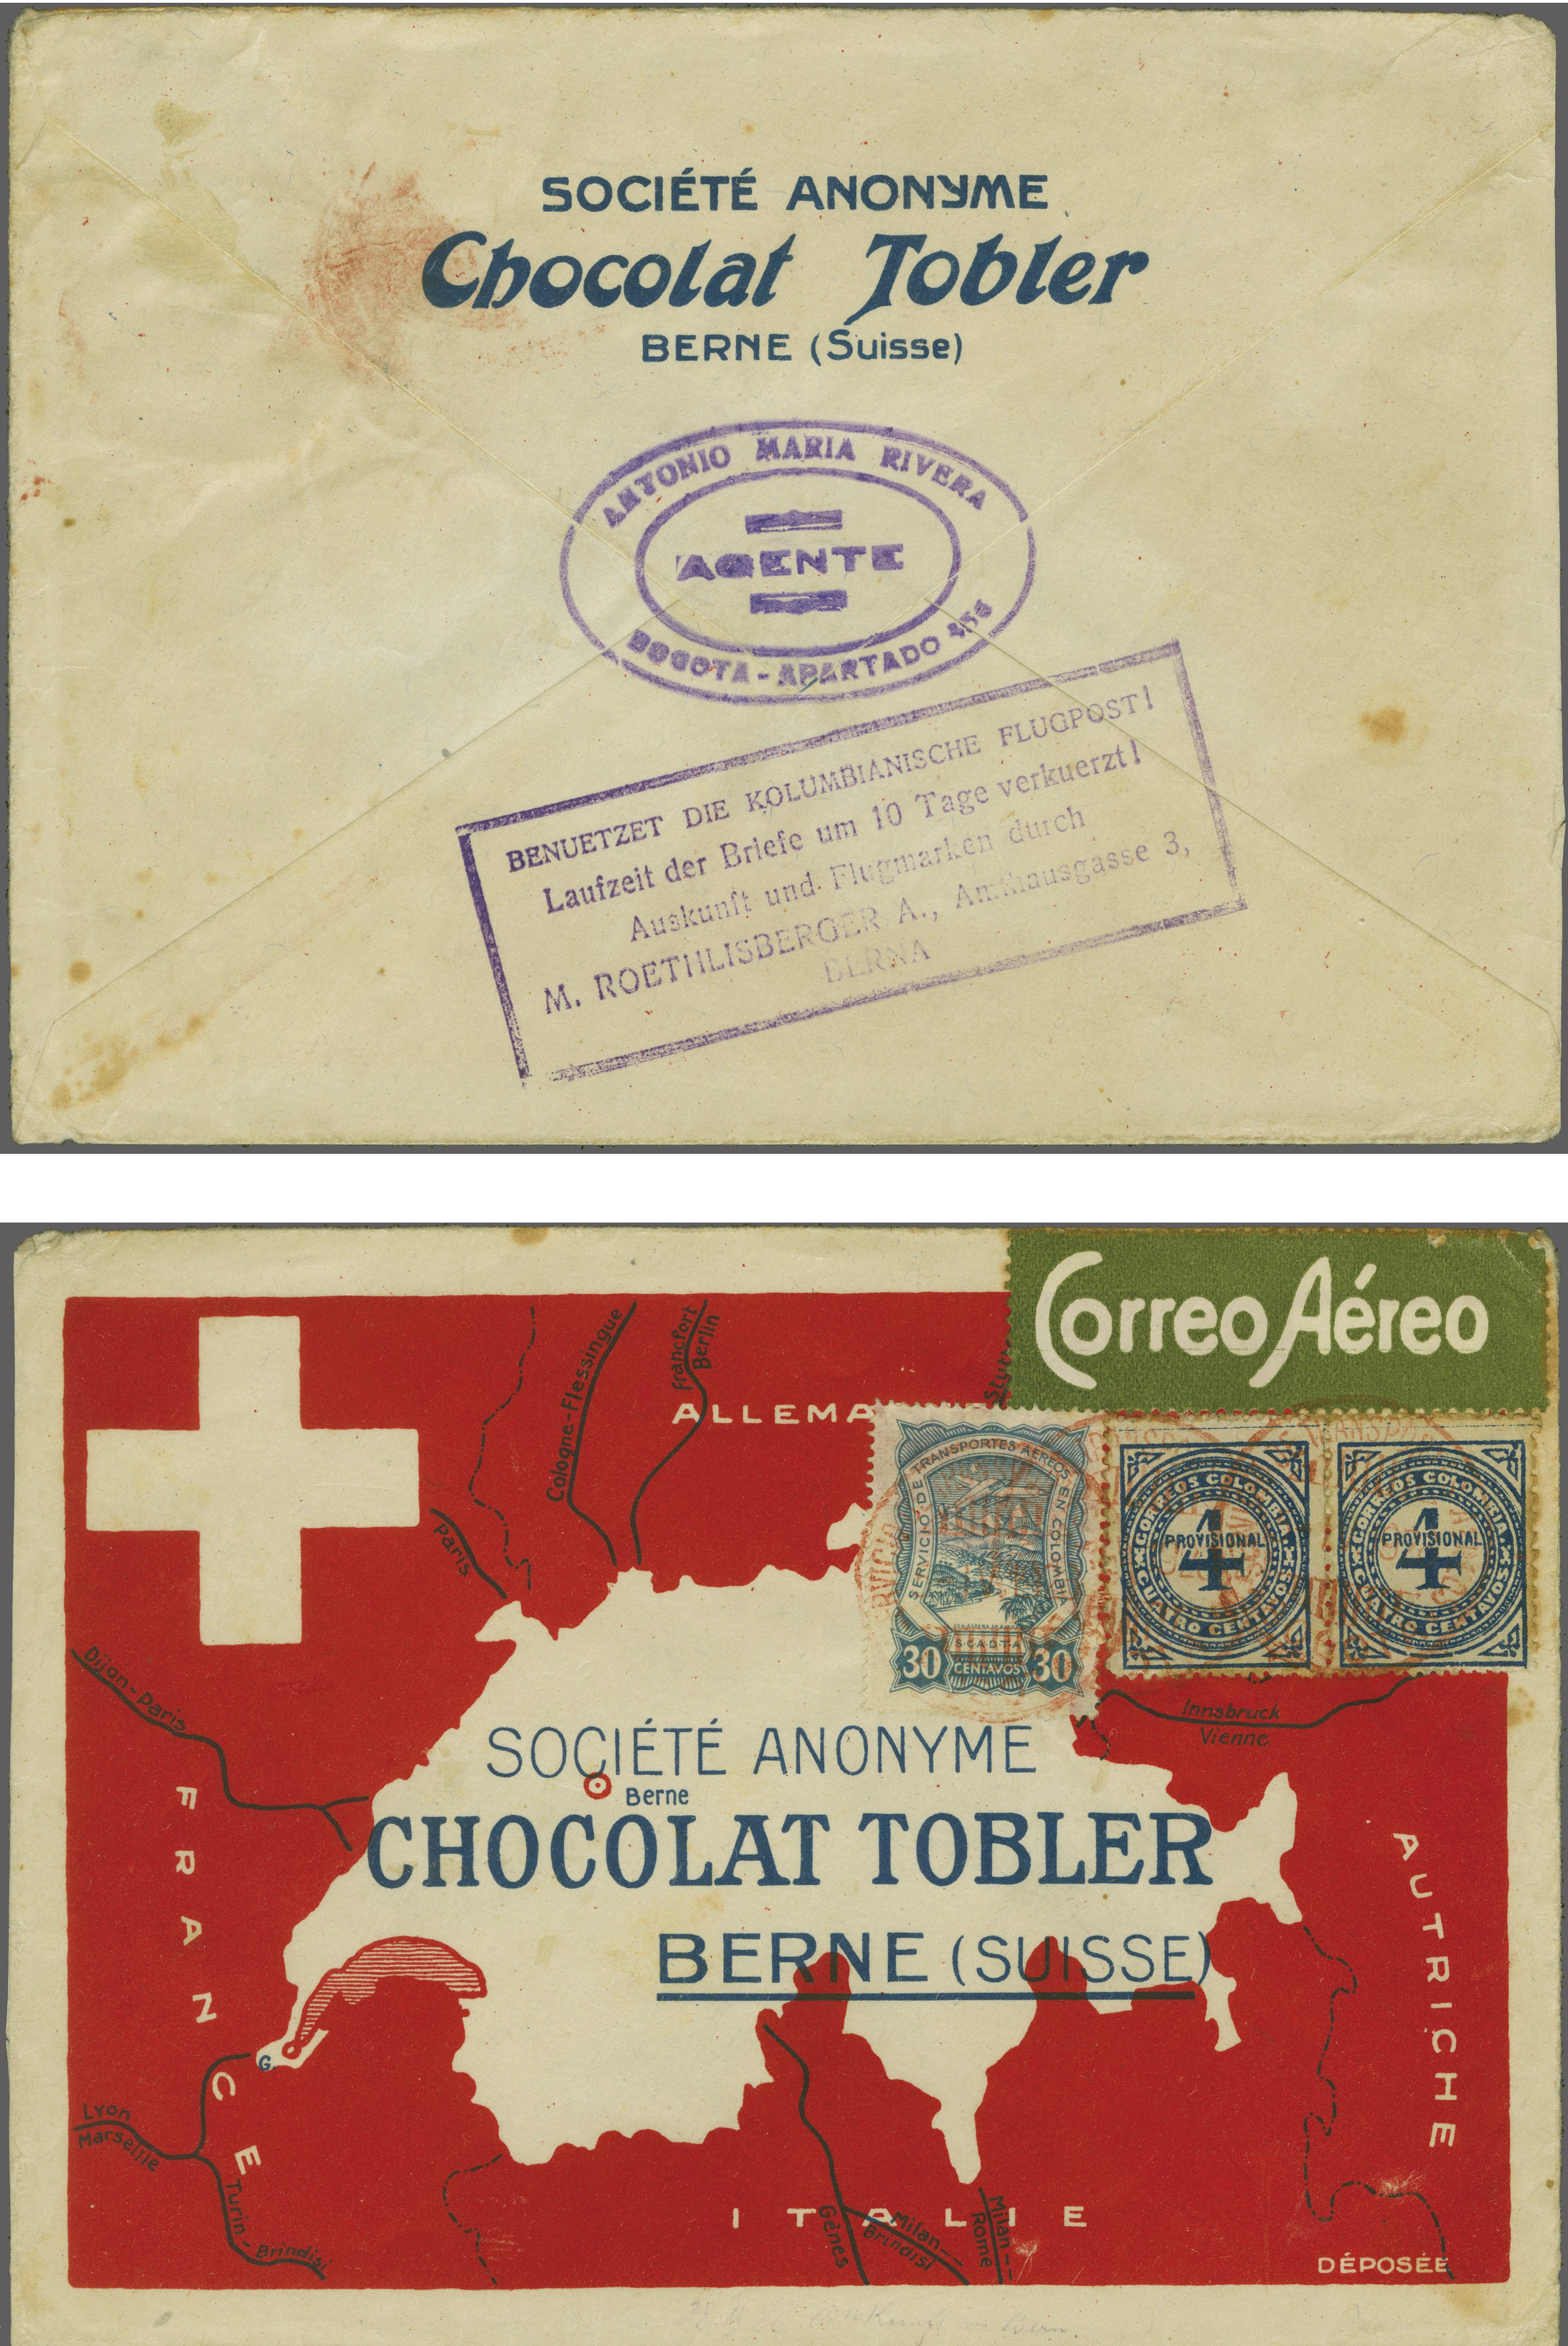 SOCIÉTÉ ANONYME
Chocolat Tobler
BERNE (Suisse)
ANTONIO MARIA RIVERA
AGENTE
BOGOTA - APARTADO 456
BENUETZET DIE KOLUMBIANISCHE FLUGPOST!
Laufzeit der Briefe um 10 Tage verkuerzt!
Auskunft und Flugmarken durch
M. ROETHLISBERGER A., Amthausgasse 3,
BERNA
Correo Aéreo
Cologne-Flessingue
Francfort
Berlin
Stutt
ALLEMA
SERVICIO DE TRANSPORTES AEREOS EN COLOMBIA
S.C.A.D.T.A.
30 CENTAVOS 30
CORREOS COLOMBIA
4
PROVISIONAL
CUATRO CENTAVOS
CORREOS COLOMBIA
4
PROVISIONAL
CUATRO CENTAVOS
Paris
Dijon-Paris
Innsbruck
Vienne
SOCIÉTÉ ANONYME
Berne
CHOCOLAT TOBLER
BERNE (SUISSE)
FRANCE
AUTRICHE
G.
Lyon
Marseille
Turin-Brindisi
ITALIE
Gênes
Milan-
Brindisi
Milan-
Rome
DÉPOSÉE